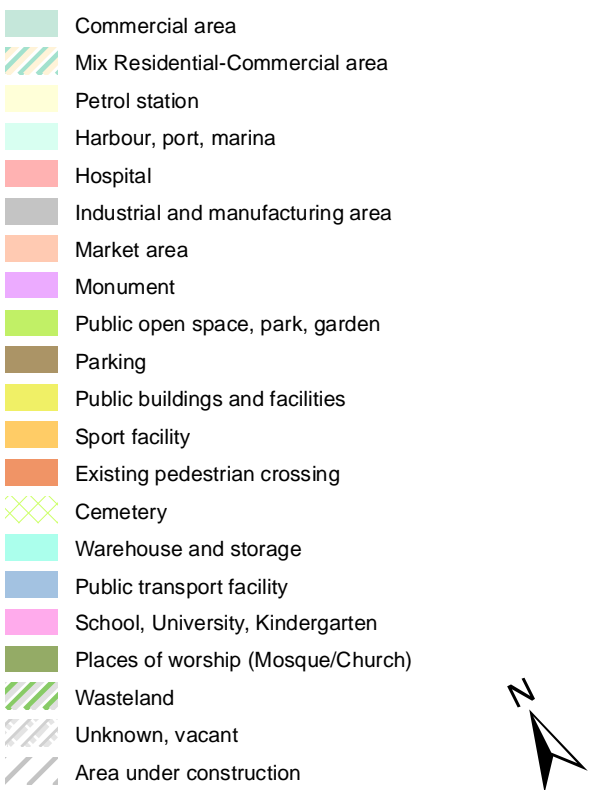 Commercial area
Mix Residential-Commercial area
Petrol station
Harbour, port, marina
Hospital
Industrial and manufacturing area
Market area
Monument
Public open space, park, garden
Parking
Public buildings and facilities
Sport facility
Existing pedestrian crossing
Cemetery
Warehouse and storage
Public transport facility
School, University, Kindergarten
Places of worship (Mosque/Church)
Wasteland
Unknown, vacant
Area under construction
N